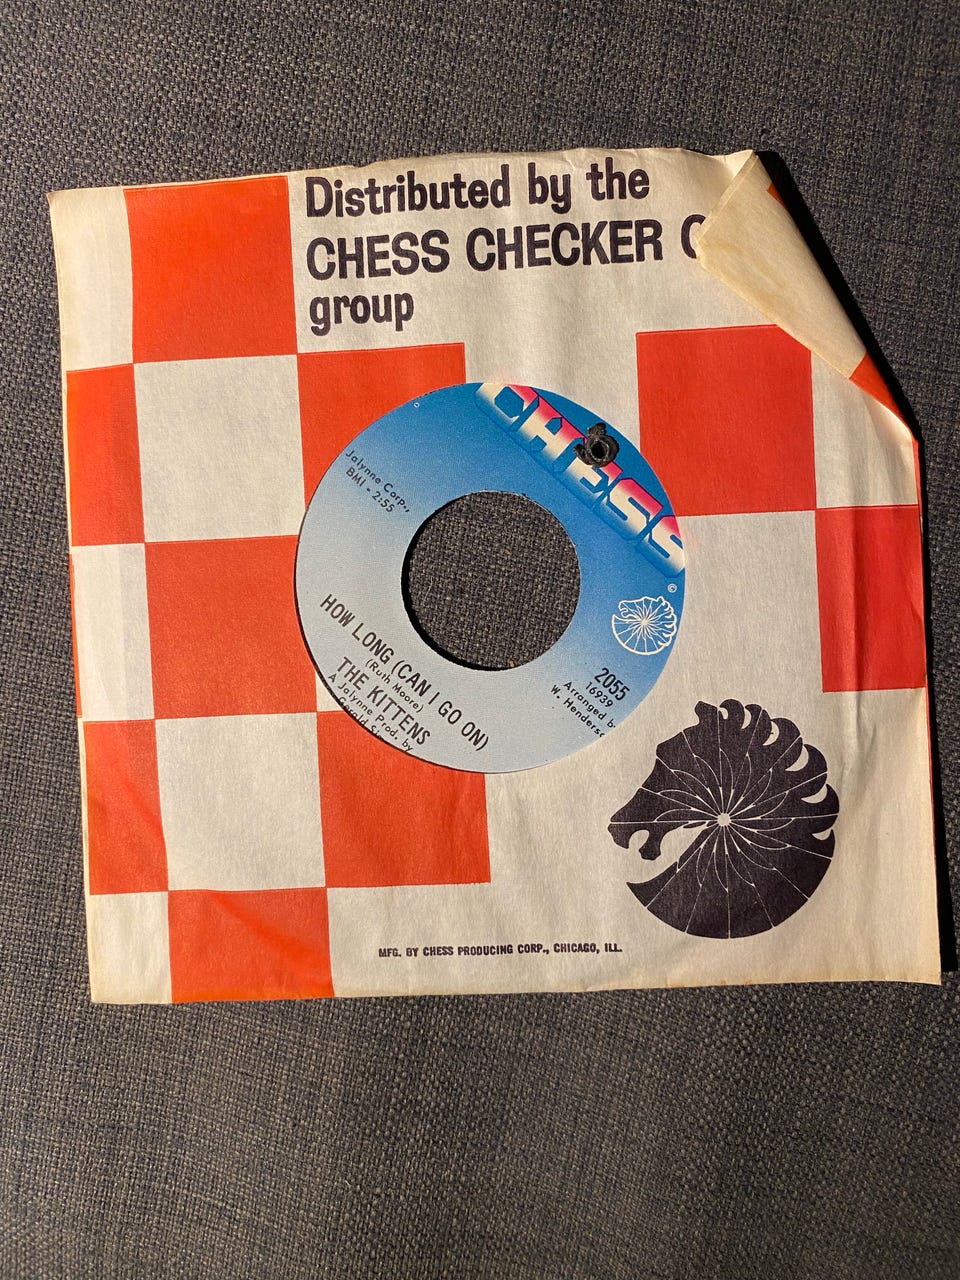 Distributed by the
CHESS CHECKER
group
CHESS
Jalynne Corp.,
BMI - 2:55
©
2055
16939
Arranged
W.
HOW LONG (CAN I GO ON)
(Ruth Moore)
THE KITTENS
A Jalynne Prod. by
MFG. BY CHESS PRODUCING CORP., CHICAGO, ILL.